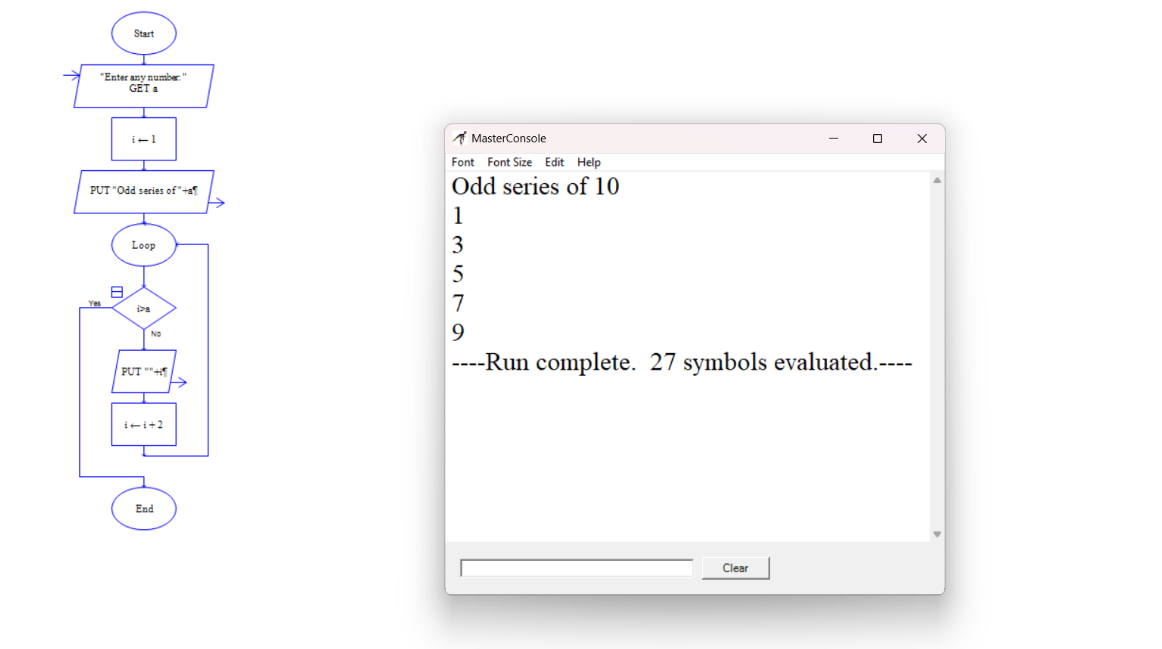 Start
"Enter any number:"
GET a
i ← 1
PUT "Odd series of "+a¶
Loop
Yes
i>a
No
PUT ""+i¶
i ← i + 2
End
MasterConsole
Font Font Size Edit Help
Odd series of 10
1
3
5
7
9
----Run complete. 27 symbols evaluated.----
Clear